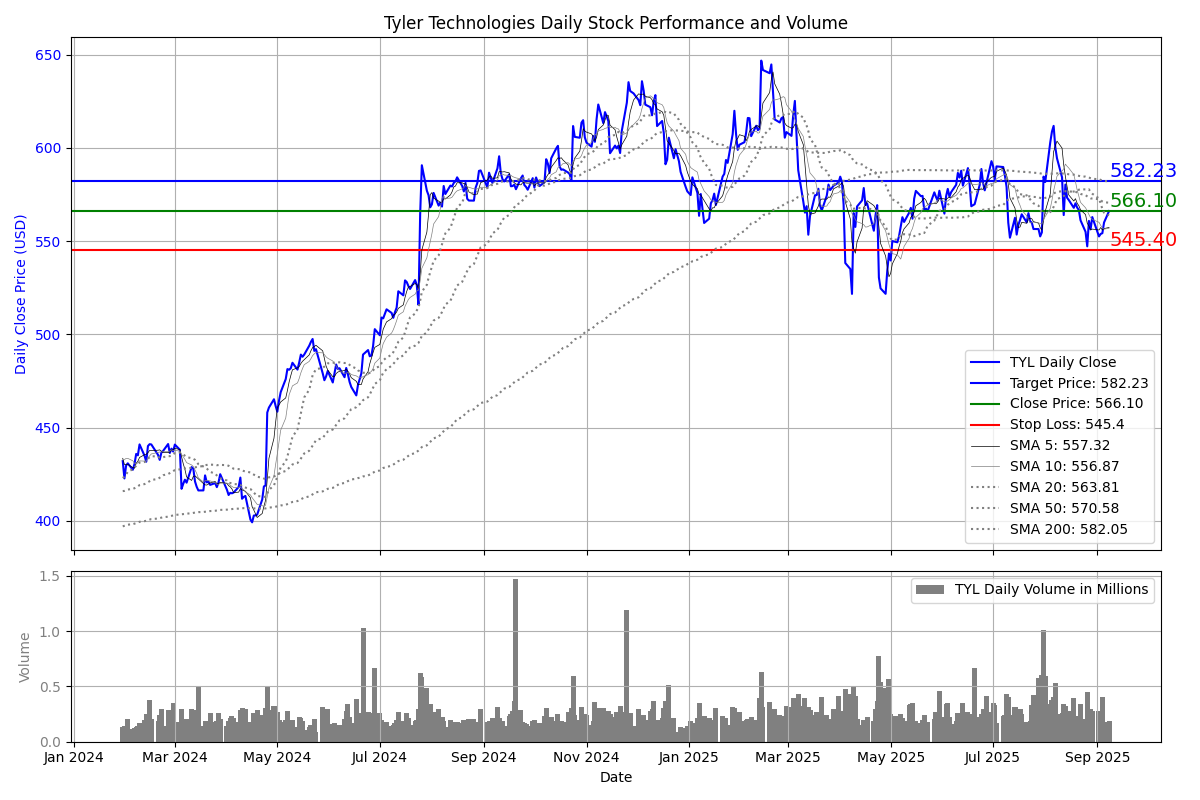 Tyler Technologies Daily Stock Performance and Volume
Daily Close Price (USD)
650
600
550
500
450
400
582.23
566.10
545.40
TYL Daily Close
Target Price: 582.23
Close Price: 566.10
Stop Loss: 545.4
SMA 5: 557.32
SMA 10: 556.87
SMA 20: 563.81
SMA 50: 570.58
SMA 200: 582.05
Volume
1.5
1.0
0.5
0.0
TYL Daily Volume in Millions
Jan 2024 Mar 2024 May 2024 Jul 2024 Sep 2024 Nov 2024 Jan 2025 Mar 2025 May 2025 Jul 2025 Sep 2025
Date